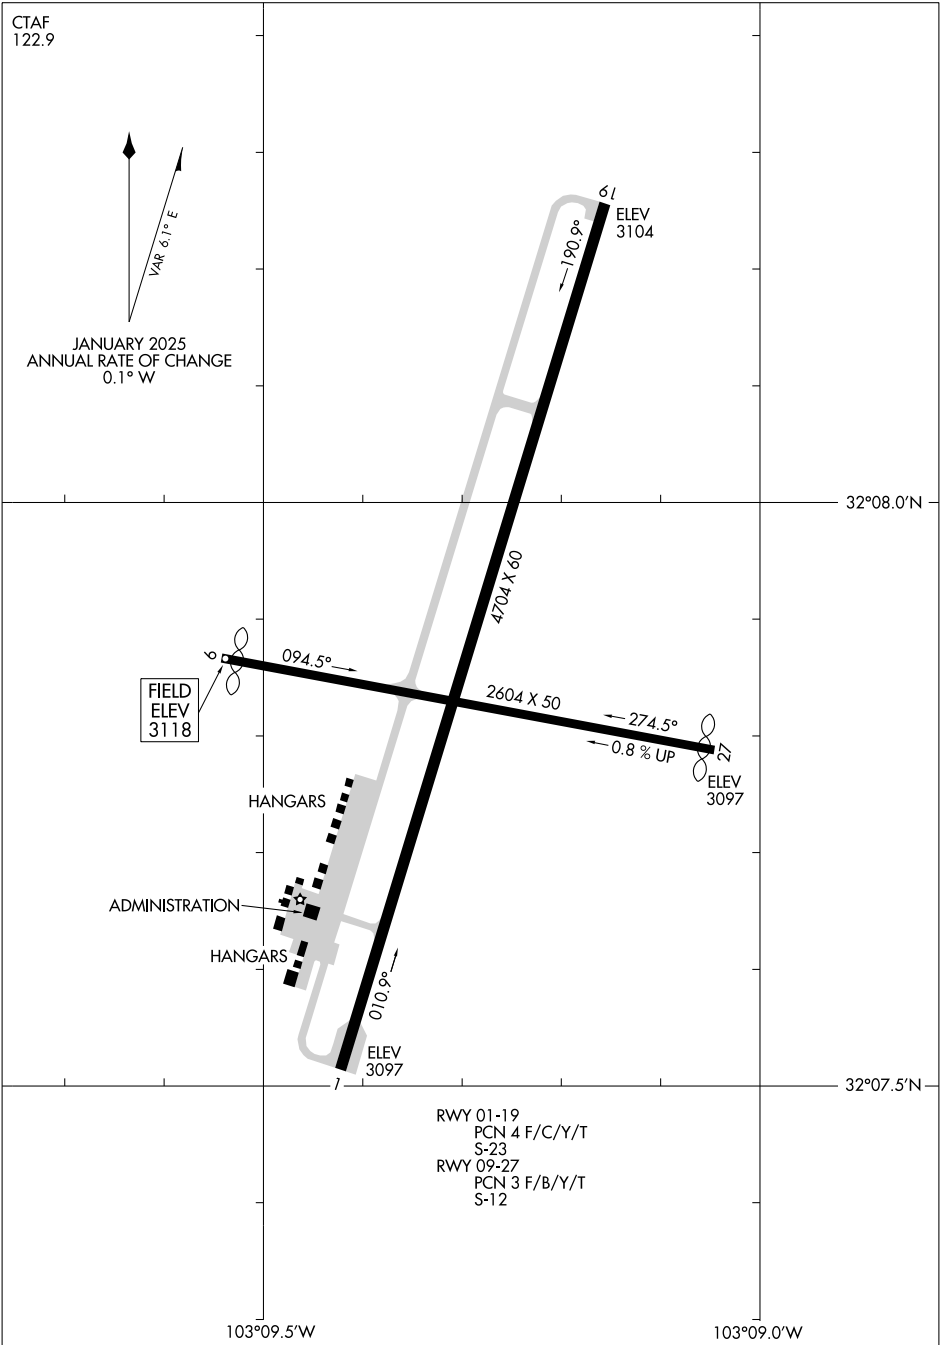 CTAF
122.9
VAR 6.1° E
JANUARY 2025
ANNUAL RATE OF CHANGE
0.1° W
19
ELEV
3104
190.9°
32°08.0'N
4704 X 60
9
094.5°
FIELD
ELEV
3118
2604 X 50
274.5°
0.8 % UP
27
ELEV
3097
HANGARS
ADMINISTRATION
HANGARS
010.9°
ELEV
3097
1
32°07.5'N
RWY 01-19
PCN 4 F/C/Y/T
S-23
RWY 09-27
PCN 3 F/B/Y/T
S-12
103°09.5'W
103°09.0'W